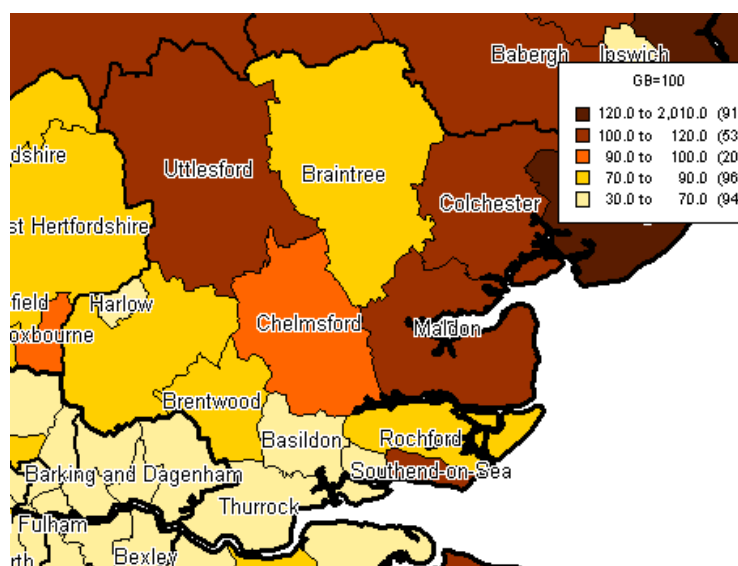 Babergh
Ipswich
GB=100
120.0 to 2,010.0 (91
100.0 to 120.0 (53
90.0 to 100.0 (20
70.0 to 90.0 (96
30.0 to 70.0 (94
dshire
Uttlesford
Braintree
Colchester
st Hertfordshire
field
Harlow
oxbourne
Chelmsford
Maldon
Brentwood
Basildon
Rochford
Southend-on-Sea
Barking and Dagenham
Thurrock
Fulham
Bexley
rth